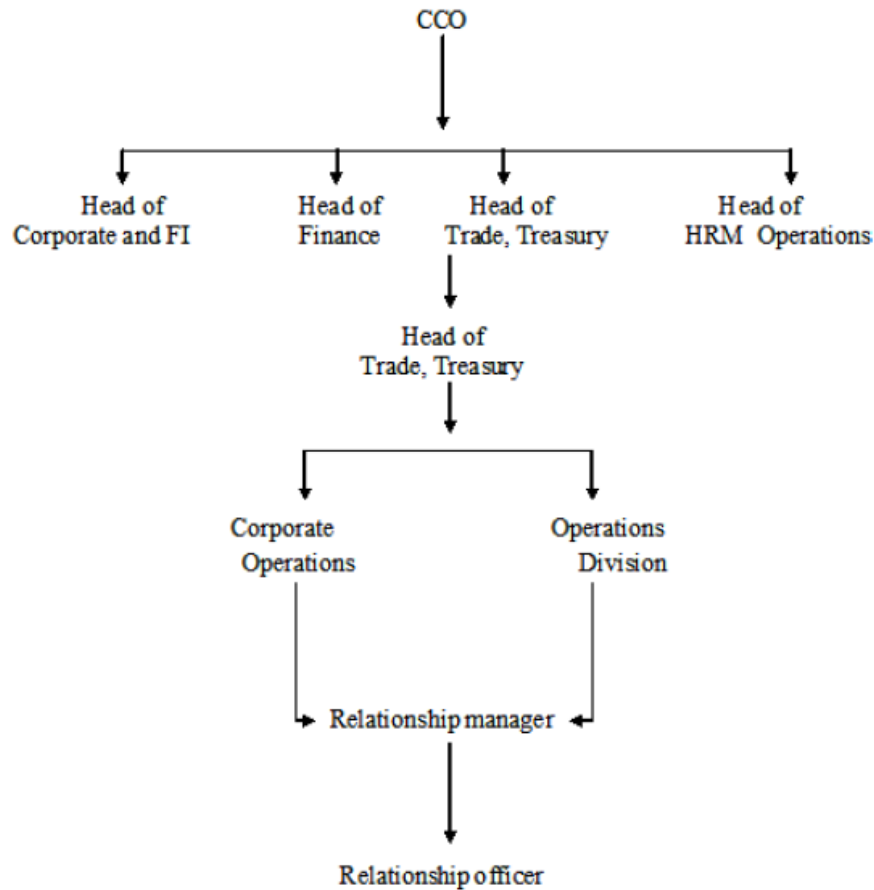 CCO
Head of
Corporate and FI
Head of
Finance
Head of
Trade, Treasury
Head of
HRM Operations
Head of
Trade, Treasury
Corporate
Operations
Operations
Division
Relationship manager
Relationship officer